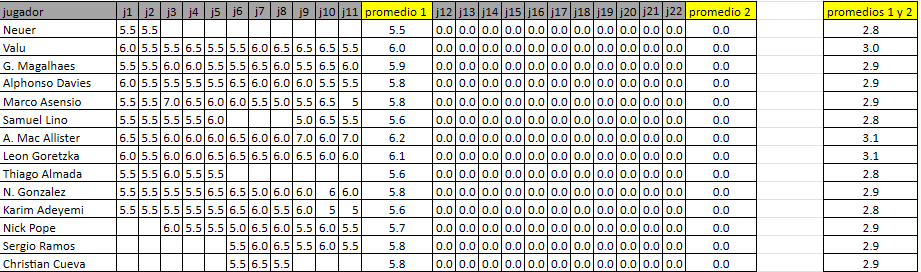 jugador j1 j2 j3 j4 j5 j6 j7 j8 j9 j10 j11 promedio 1 j12 j13 j14 j15 j16 j17 j18 j19 j20 j21 j22 promedio 2 promedios 1 y 2
Neuer 5.5 5.5 5.5 0.0 0.0 0.0 0.0 0.0 0.0 0.0 0.0 0.0 0.0 0.0 0.0 2.8
Valu 6.0 5.5 5.5 6.5 5.5 5.5 6.0 6.5 6.5 6.5 5.5 6.0 0.0 0.0 0.0 0.0 0.0 0.0 0.0 0.0 0.0 0.0 0.0 0.0 3.0
G. Magalhaes 5.5 5.5 6.0 6.0 5.5 6.5 5.5 6.0 5.5 6.5 6.0 5.9 0.0 0.0 0.0 0.0 0.0 0.0 0.0 0.0 0.0 0.0 0.0 0.0 2.9
Alphonso Davies 6.0 5.5 5.5 5.5 5.5 6.5 6.0 6.0 5.5 5.5 6.0 5.8 0.0 0.0 0.0 0.0 0.0 0.0 0.0 0.0 0.0 0.0 0.0 0.0 2.9
Marco Asensio 5.5 5.5 7.0 6.5 6.0 6.0 5.5 5.0 5.5 6.5 5 5.8 0.0 0.0 0.0 0.0 0.0 0.0 0.0 0.0 0.0 0.0 0.0 0.0 2.9
Samuel Lino 5.5 5.5 5.5 5.5 6.0 5.0 6.5 5.5 5.6 0.0 0.0 0.0 0.0 0.0 0.0 0.0 0.0 0.0 0.0 0.0 0.0 2.9
A. Mac Allister 6.5 5.5 6.0 6.0 6.0 6.5 6.0 6.0 7.0 6.0 7.0 6.2 0.0 0.0 0.0 0.0 0.0 0.0 0.0 0.0 0.0 0.0 0.0 0.0 3.1
Leon Goretzka 6.0 5.5 6.0 6.0 6.5 6.5 6.5 6.0 6.5 6.0 6.0 6.1 0.0 0.0 0.0 0.0 0.0 0.0 0.0 0.0 0.0 0.0 0.0 0.0 3.1
Thiago Almada 5.5 5.5 6.0 5.5 5.5 5.6 0.0 0.0 0.0 0.0 0.0 0.0 0.0 0.0 0.0 0.0 0.0 0.0 2.8
N. Gonzalez 5.5 5.5 5.5 5.5 6.5 6.5 5.0 6.0 6.0 6 6.0 5.8 0.0 0.0 0.0 0.0 0.0 0.0 0.0 0.0 0.0 0.0 0.0 0.0 2.9
Karim Adeyemi 5.5 5.5 5.5 5.5 5.5 6.5 6.0 5.5 6.0 5 5 5.6 0.0 0.0 0.0 0.0 0.0 0.0 0.0 0.0 0.0 0.0 0.0 0.0 2.8
Nick Pope 6.0 5.5 5.5 5.0 6.5 6.0 5.5 6.0 5.5 5.7 0.0 0.0 0.0 0.0 0.0 0.0 0.0 0.0 0.0 0.0 0.0 0.0 2.9
Sergio Ramos 5.5 6.0 6.5 5.5 6.0 5.5 5.8 0.0 0.0 0.0 0.0 0.0 0.0 0.0 0.0 0.0 0.0 0.0 0.0 2.9
Christian Cueva 5.5 6.5 5.5 5.8 0.0 0.0 0.0 0.0 0.0 0.0 0.0 0.0 0.0 0.0 0.0 0.0 2.9